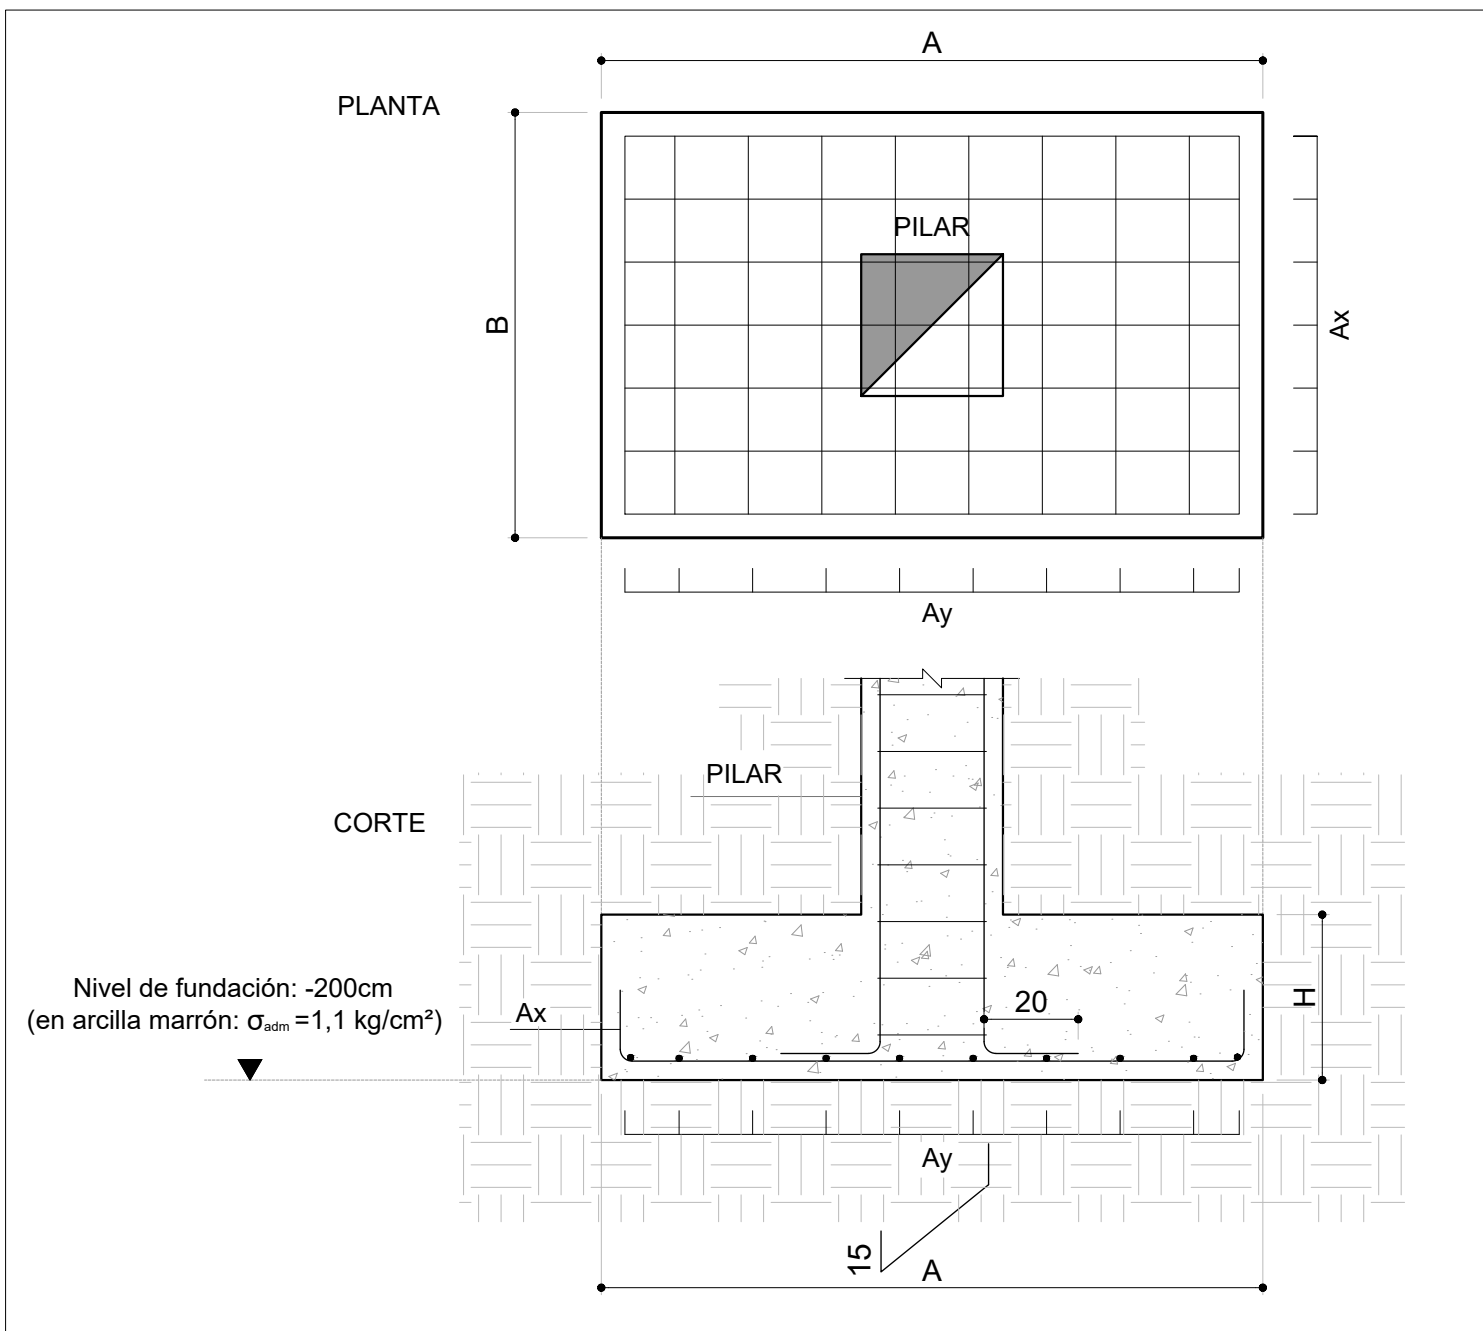 A
PLANTA
PILAR
B
Ax
Ay
PILAR
CORTE
Nivel de fundación: -200cm
(en arcilla marrón: σadm =1,1 kg/cm²)
Ax
20
H
Ay
15
A